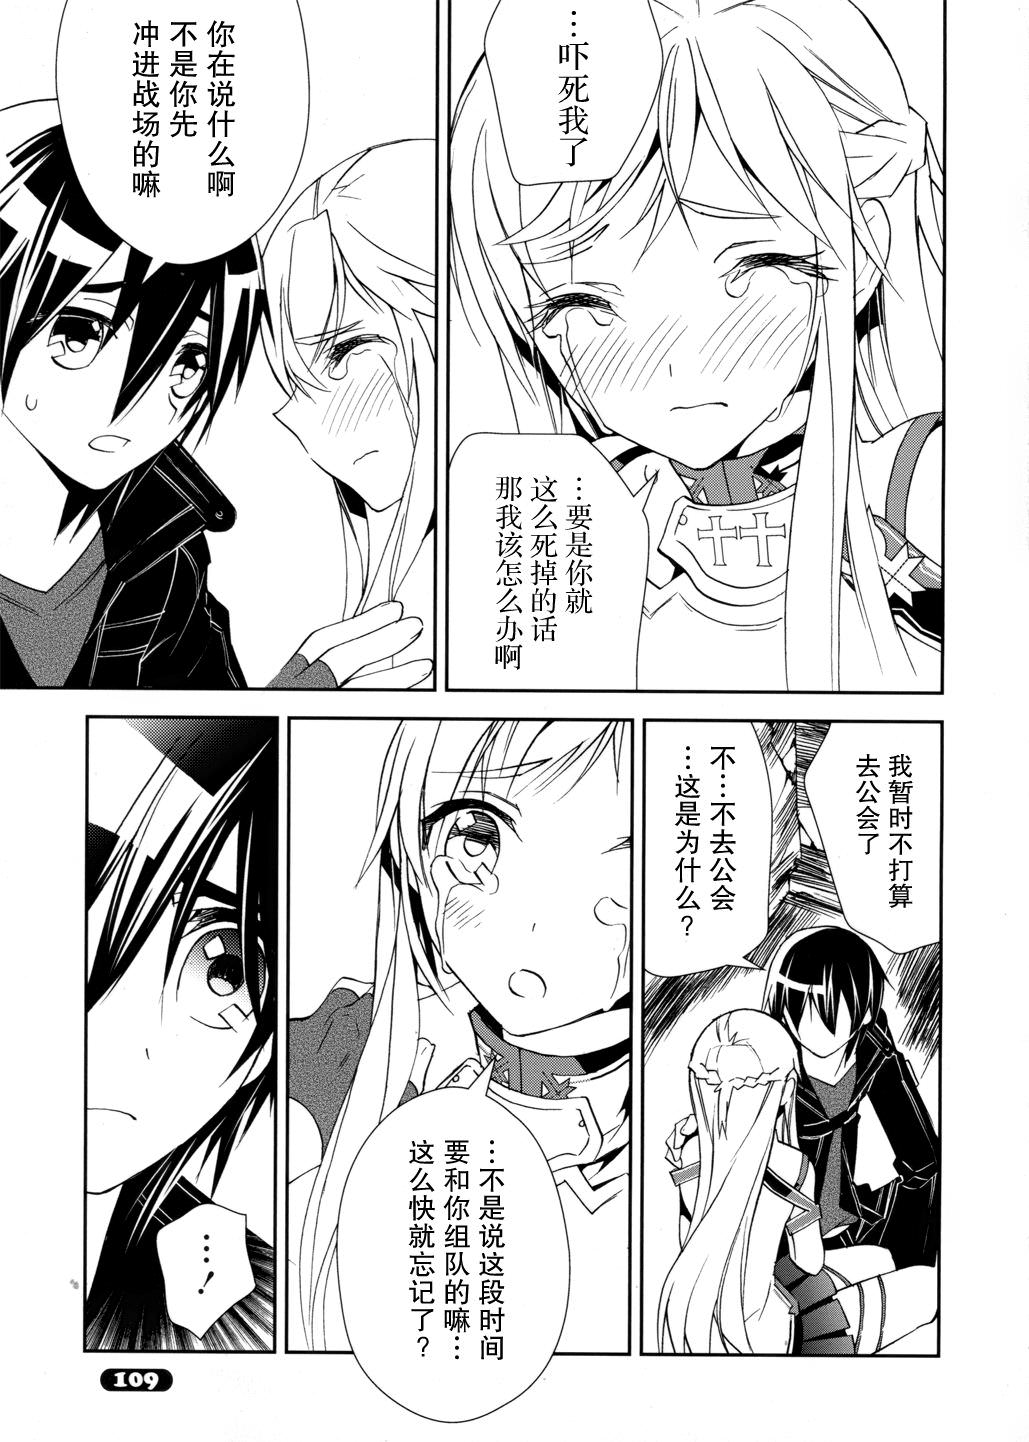 …吓死我了
…要是你就
这么死掉的话
那我该怎么办啊
你在说什么啊
不是你先
冲进战场的嘛
我暂时不打算
去公会了
不…不去公会
…这是为什么？
…不是说这段时间
要和你组队的嘛…
这么快就忘记了？
…！
109